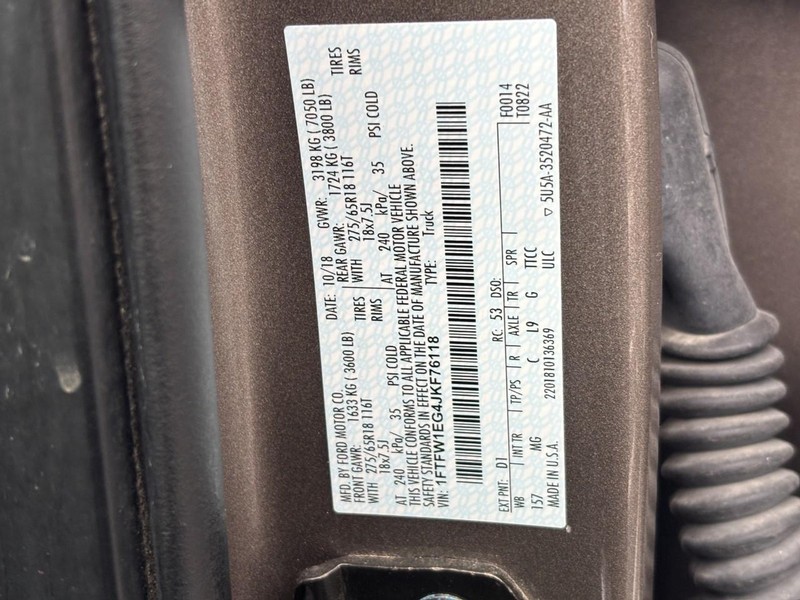 MFD. BY FORD MOTOR CO. DATE: 10/18 GVWR: 3198 KG ( 7050 LB)
FRONT GAWR: 1633 KG (3600 LB) REAR GAWR: 1724 KG ( 3800 LB)
WITH 275/65R18 116T TIRES WITH 275/65R18 116T TIRES
18x7.5J RIMS 18x7.5J RIMS
AT 240 kPa/ 35 PSI COLD AT 240 kPa/ 35 PSI COLD
THIS VEHICLE CONFORMS TO ALL APPLICABLE FEDERAL MOTOR VEHICLE
SAFETY STANDARDS IN EFFECT ON THE DATE OF MANUFACTURE SHOWN ABOVE.
VIN: 1FTFW1EG4JKF76118 TYPE: Truck
EXT PNT: D1 RC: 53 DSO: F0014
WB INT TR TP/PS R AXLE TR SPR T0822
157 MG C L9 G TTCC
MADE IN U.S.A. 2201810136369 ULC ▽ 5U5A-3520472-AA